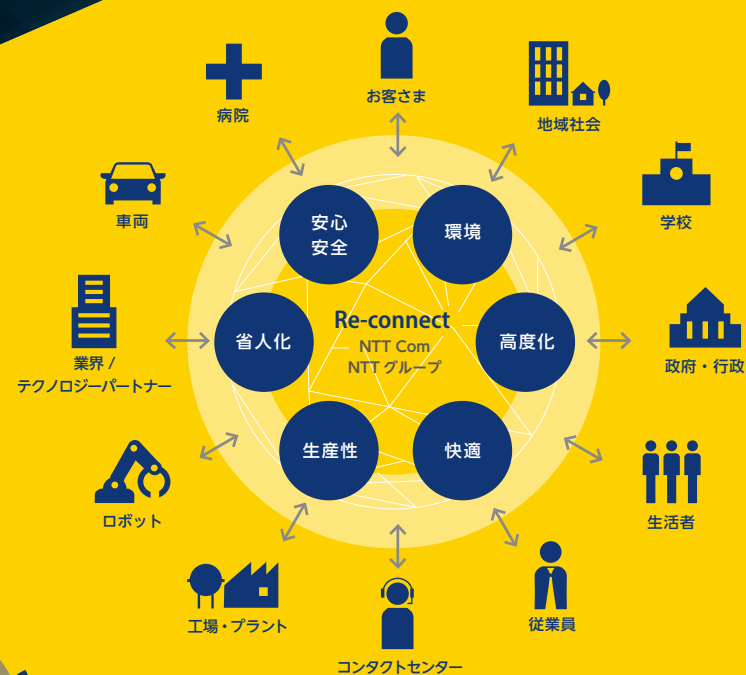 お客さま
病院
地域社会
車両
学校
安心
安全
環境
Re-connect
NTT Com
NTT グループ
省人化
高度化
業界 /
テクノロジーパートナー
政府・行政
生産性
快適
ロボット
生活者
工場・プラント
従業員
コンタクトセンター